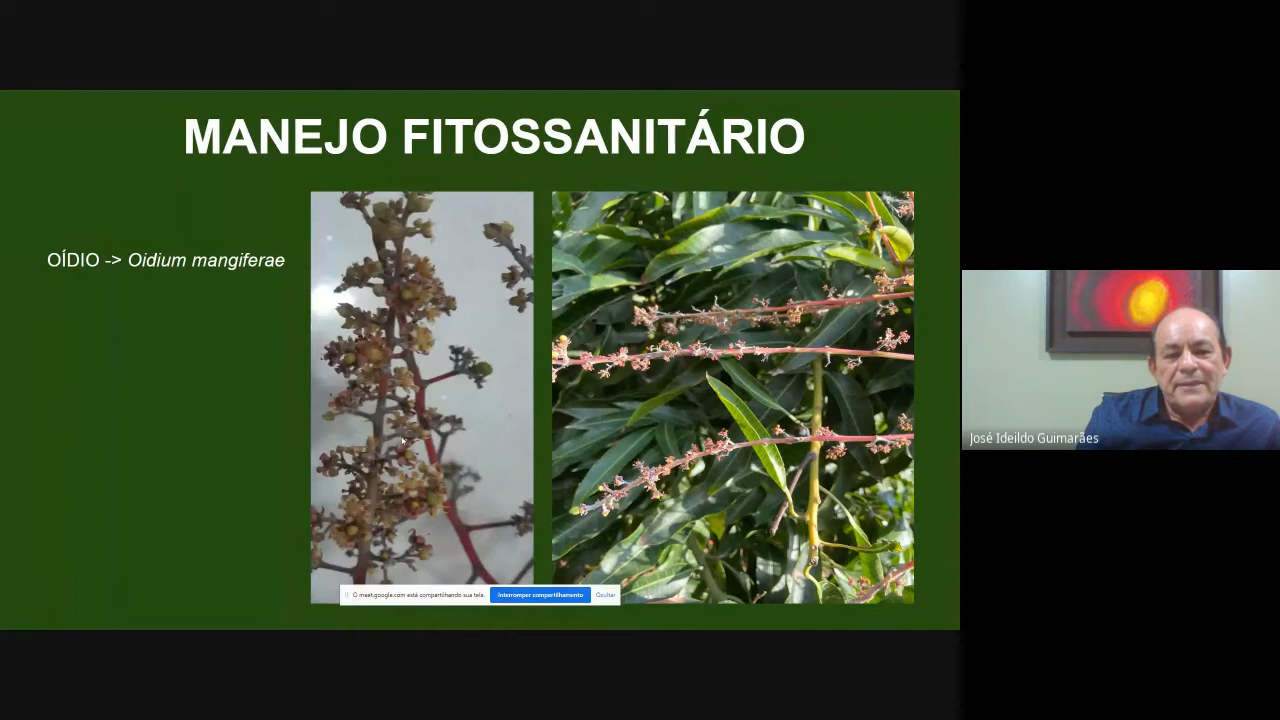 MANEJO FITOSSANITÁRIO
OÍDIO -> Oidium mangiferae
José Ideildo Guimarães
O meet.google.com está compartilhando sua tela.
Interromper compartilhamento
Ocultar